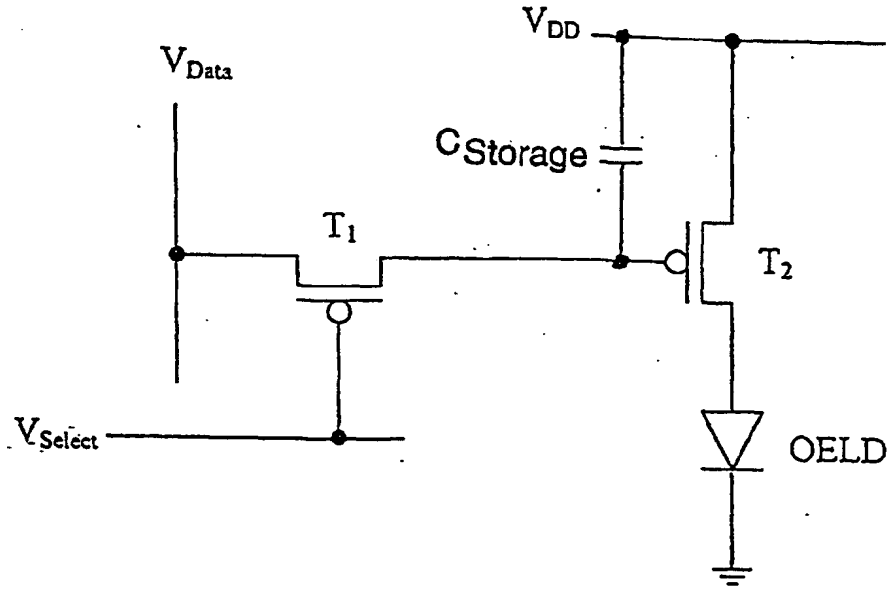 V_DD
V_Data
C_Storage
T_1
T_2
V_Select
OELD